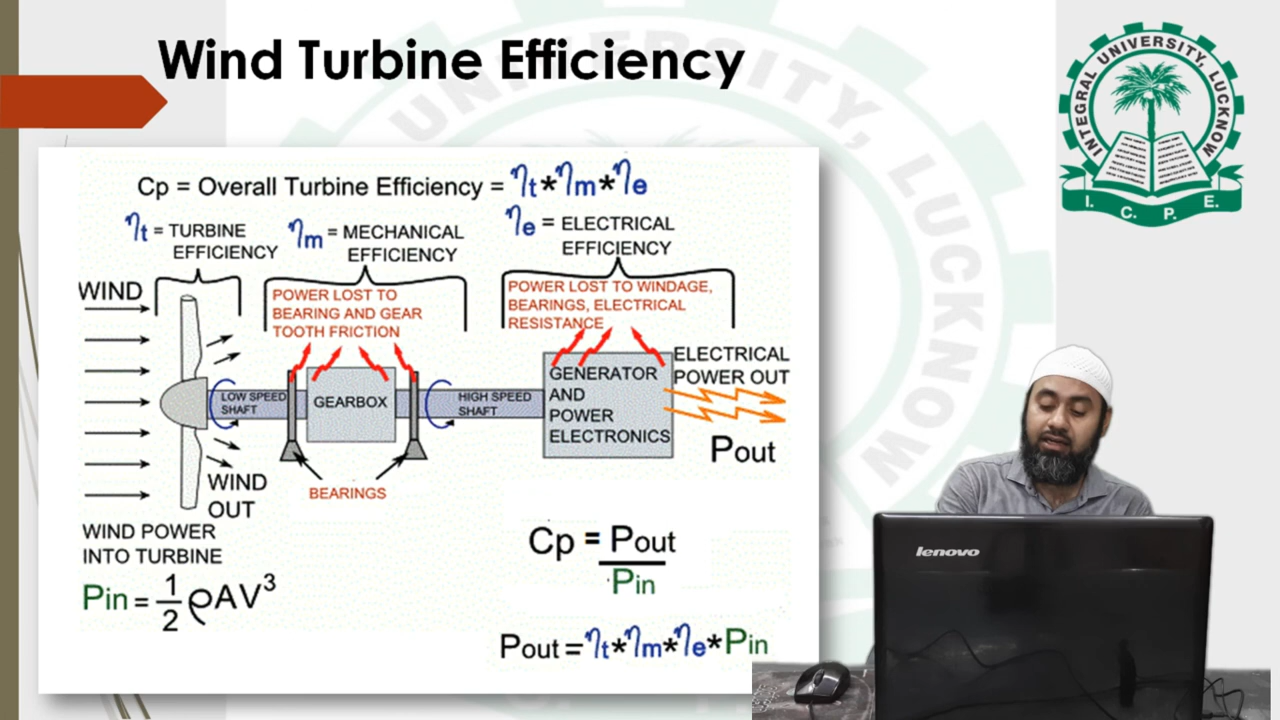 Wind Turbine Efficiency
INTEGRAL UNIVERSITY, LUCKNOW
I. C. P. E.
Cp = Overall Turbine Efficiency = ηt*ηm*ηe
ηt = TURBINE
EFFICIENCY
ηm = MECHANICAL
EFFICIENCY
ηe = ELECTRICAL
EFFICIENCY
WIND
POWER LOST TO
BEARING AND GEAR
TOOTH FRICTION
POWER LOST TO WINDAGE,
BEARINGS, ELECTRICAL
RESISTANCE
LOW SPEED
SHAFT
GEARBOX
HIGH SPEED
SHAFT
GENERATOR
AND
POWER
ELECTRONICS
ELECTRICAL
POWER OUT
Pout
WIND
OUT
BEARINGS
WIND POWER
INTO TURBINE
Pin = 1/2 ρAV³
Cp = Pout
Pin
Pout = ηt*ηm*ηe*Pin
lenovo
UNIVERSITY, LUCKNOW